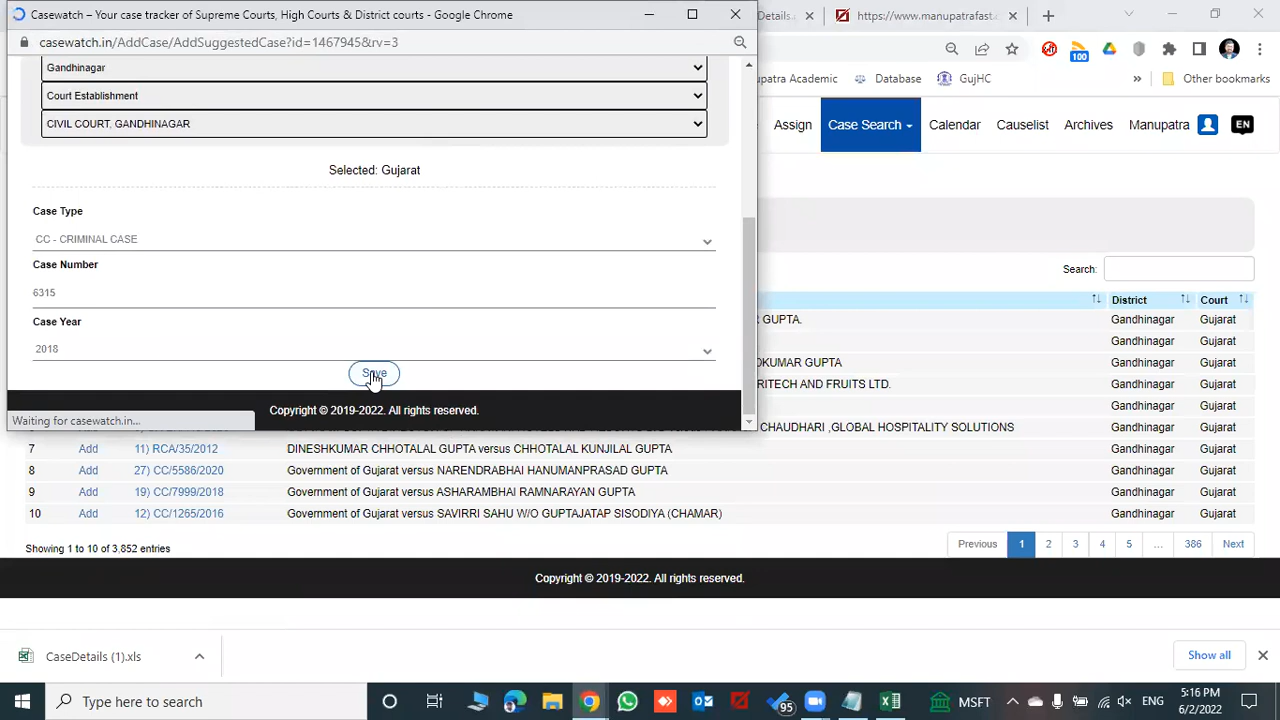 Casewatch – Your case tracker of Supreme Courts, High Courts & District courts - Google Chrome
casewatch.in/AddCase/AddSuggestedCase?id=1467945&rv=3
Gandhinagar
Court Establishment
CIVIL COURT, GANDHINAGAR
Selected: Gujarat
Case Type
CC - CRIMINAL CASE
Case Number
6315
Case Year
2018
Save
Copyright © 2019-2022. All rights reserved.
Waiting for casewatch.in...
Details.c
https://www.manupatrafast.c
100
nupatra Academic
Database
GujHC
»
Other bookmarks
Assign
Case Search
Calendar
Causelist
Archives
Manupatra
EN
Search:
District
Court
GUPTA.
Gandhinagar
Gujarat
Gandhinagar
Gujarat
OKUMAR GUPTA
Gandhinagar
Gujarat
RITECH AND FRUITS LTD.
Gandhinagar
Gujarat
Gandhinagar
Gujarat
CHAUDHARI ,GLOBAL HOSPITALITY SOLUTIONS
Gandhinagar
Gujarat
7 Add 11) RCA/35/2012 DINESHKUMAR CHHOTALAL GUPTA versus CHHOTALAL KUNJILAL GUPTA Gandhinagar Gujarat
8 Add 27) CC/5586/2020 Government of Gujarat versus NARENDRABHAI HANUMANPRASAD GUPTA Gandhinagar Gujarat
9 Add 19) CC/7999/2018 Government of Gujarat versus ASHARAMBHAI RAMNARAYAN GUPTA Gandhinagar Gujarat
10 Add 12) CC/1265/2016 Government of Gujarat versus SAVIRRI SAHU W/O GUPTAJATAP SISODIYA (CHAMAR) Gandhinagar Gujarat
Showing 1 to 10 of 3,852 entries
Previous 1 2 3 4 5 … 386 Next
Copyright © 2019-2022. All rights reserved.
CaseDetails (1).xls
Show all
Type here to search
95
MSFT
ENG
5:16 PM
6/2/2022